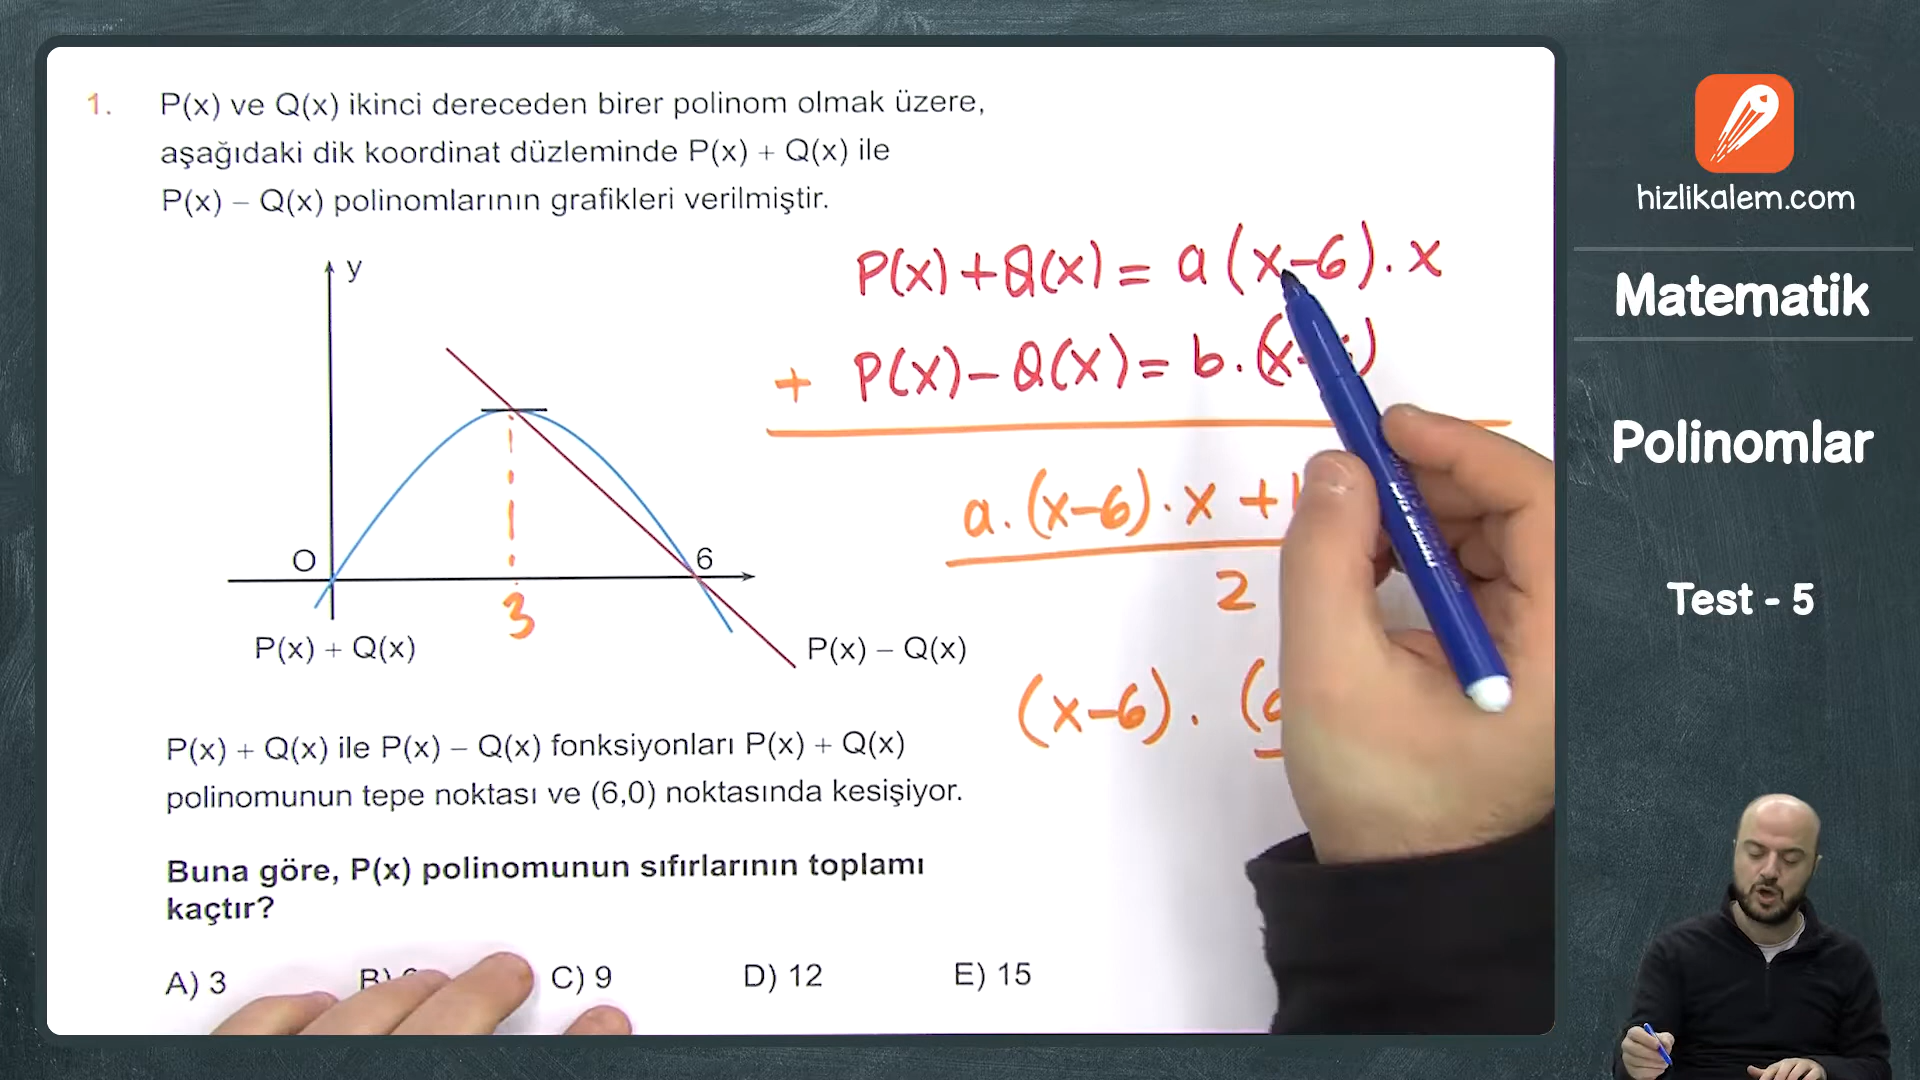 1. P(x) ve Q(x) ikinci dereceden birer polinom olmak üzere,
aşağıdaki dik koordinat düzleminde P(x) + Q(x) ile
P(x) – Q(x) polinomlarının grafikleri verilmiştir.
y
O
6
3
P(x) + Q(x)
P(x) – Q(x)
P(x)+Q(x) = a(x-6).x
+ P(x)-Q(x) = b.(x-
a.(x-6).x +
2
(x-6).
P(x) + Q(x) ile P(x) – Q(x) fonksiyonları P(x) + Q(x)
polinomunun tepe noktası ve (6,0) noktasında kesişiyor.
Buna göre, P(x) polinomunun sıfırlarının toplamı
kaçtır?
A) 3
C) 9 D) 12 E) 15
hizlikalem.com
Matematik
Polinomlar
Test - 5